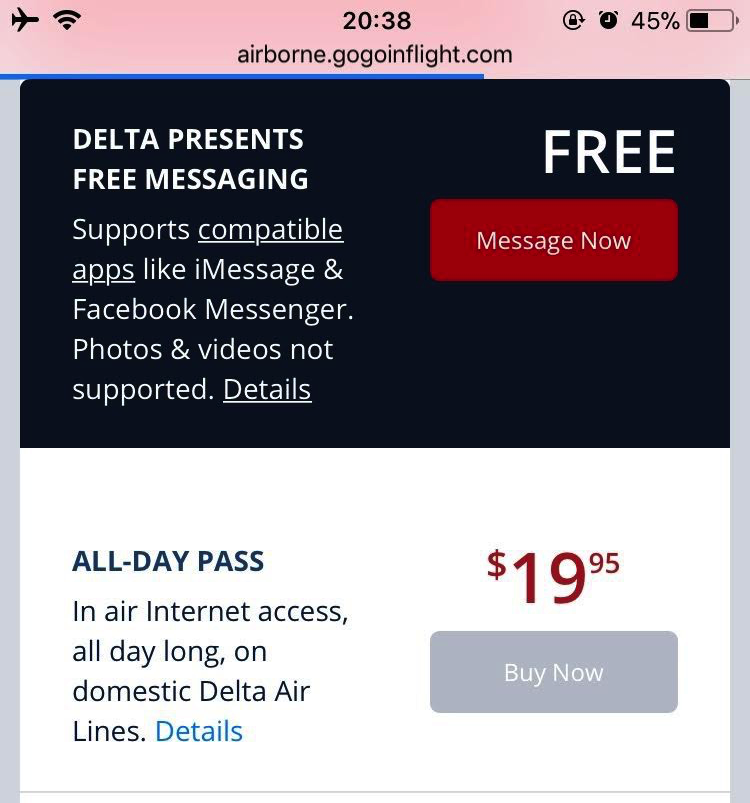 20:38
45%
airborne.gogoinflight.com
DELTA PRESENTS
FREE MESSAGING
FREE
Supports compatible
apps like iMessage &
Facebook Messenger.
Photos & videos not
supported. Details
Message Now
ALL-DAY PASS
$19 95
In air Internet access,
all day long, on
domestic Delta Air
Lines. Details
Buy Now